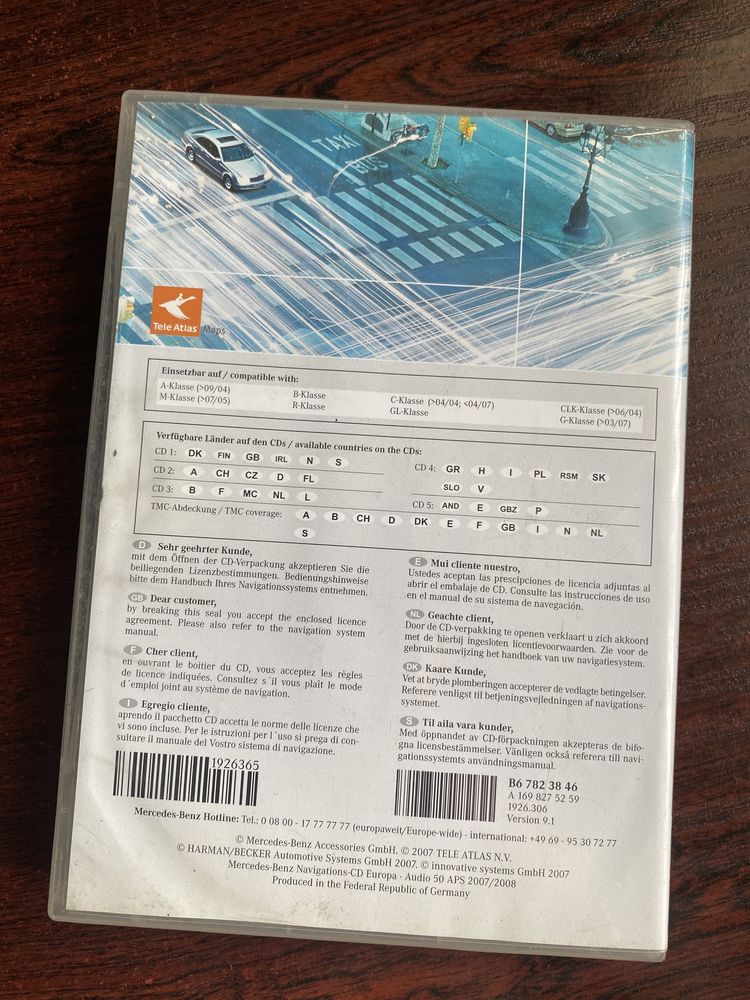 TAXI
BUS
Tele Atlas Maps
Einsetzbar auf / compatible with:
A-Klasse (>09/04) B-Klasse C-Klasse (>04/04; <04/07) CLK-Klasse (>06/04)
M-Klasse (>07/05) R-Klasse GL-Klasse G-Klasse (>03/07)
Verfügbare Länder auf den CDs / available countries on the CDs:
CD 1: DK FIN GB IRL N S
CD 2: A CH CZ D FL
CD 3: B F MC NL L
CD 4: GR H I PL RSM SK
SLO V
CD 5: AND E GBZ P
TMC-Abdeckung / TMC coverage: A B CH D DK E F GB I N NL
S
D Sehr geehrter Kunde,
mit dem Öffnen der CD-Verpackung akzeptieren Sie die
beiliegenden Lizenzbestimmungen. Bedienungshinweise
bitte dem Handbuch Ihres Navigationssystems entnehmen.
GB Dear customer,
by breaking this seal you accept the enclosed licence
agreement. Please also refer to the navigation system
manual.
F Cher client,
en ouvrant le boitier du CD, vous acceptez les règles
de licence indiquées. Consultez s´il vous plaît le mode
d´emploi joint au système de navigation.
I Egregio cliente,
aprendo il pacchetto CD accetta le norme delle licenze che
vi sono incluse. Per le istruzioni per l´uso si prega di con-
sultare il manuale del Vostro sistema di navigazione.
E Mui cliente nuestro,
Ustedes aceptan las prescipciones de licencia adjuntas al
abrir el embalaje de CD. Consulte las instrucciones de uso
en el manual de su sistema de navegación.
NL Geachte client,
Door de CD-verpakking te openen verklaart u zich akkoord
met de hierbij ingesloten licentievoorwaarden. Zie voor de
gebruiksaanwijzing het handboek van uw navigatiesystem.
DK Kaare Kunde,
Vet at bryde plomberingen accepterer de vedlagte betingelser.
Referere venligst til betjeningsvejledningen af navigations-
systemet.
S Til aila vara kunder,
Med öppnandet av CD-förpackningen akzepteras de bifo-
gna licensbestämmelser. Vänligen också referera till navi-
gationssystemts användningsmanual.
1926365
B6 782 38 46
A 169 827 52 59
1926.306
Version 9.1
Mercedes-Benz Hotline: Tel.: 0 08 00 - 17 77 77 77 (europaweit/Europe-wide) - international: +49 69 - 95 30 72 77
© Mercedes-Benz Accessories GmbH. © 2007 TELE ATLAS N.V.
© HARMAN/BECKER Automotive Systems GmbH 2007. © innovative systems GmbH 2007
Mercedes-Benz Navigations-CD Europa - Audio 50 APS 2007/2008
Produced in the Federal Republic of Germany